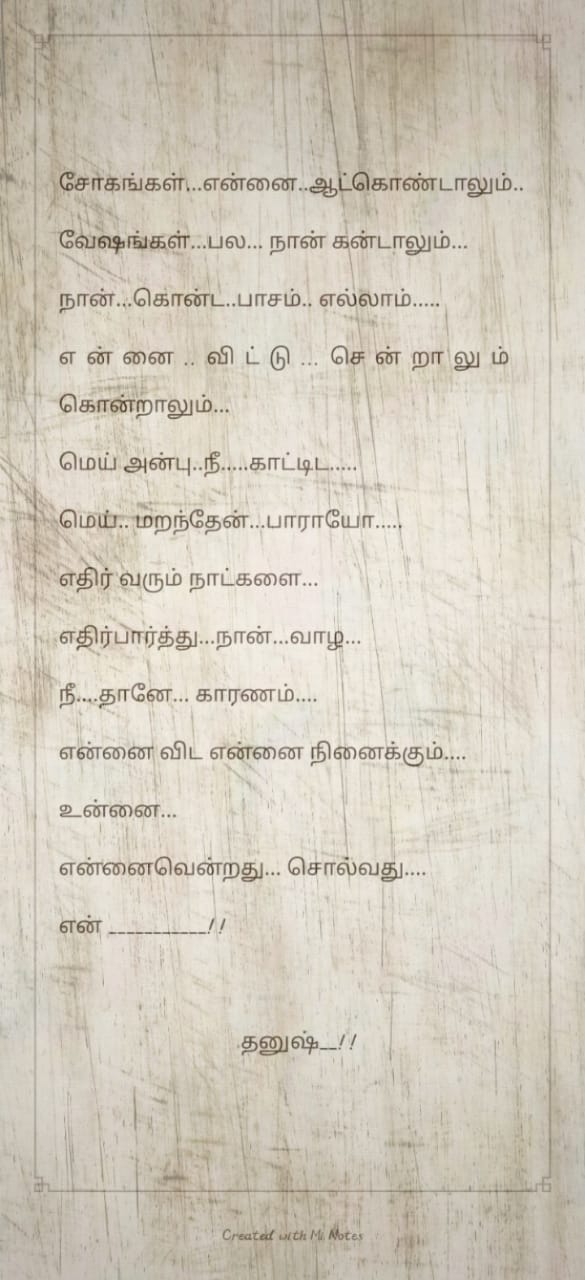 சோகங்கள்...என்னை..ஆட்கொண்டாலும்..
வேஷங்கள்...பல... நான் கன்டாலும்...
நான்...கொண்ட..பாசம்.. எல்லாம்.....
என்னை.. விட்டு... சென்றாலும்
கொன்றாலும்...
மெய் அன்பு..நீ.....காட்டிட.....
மெய்.. மறந்தேன்...பாராயோ.....
எதிர் வரும் நாட்களை...
எதிர்பார்த்து...நான்...வாழ...
நீ....தானே... காரணம்....
என்னை விட என்னை நினைக்கும்....
உன்னை...
என்னைவென்றது... சொல்வது....
என் ___________!!
தனுஷ்__!!
Created with Mi Notes